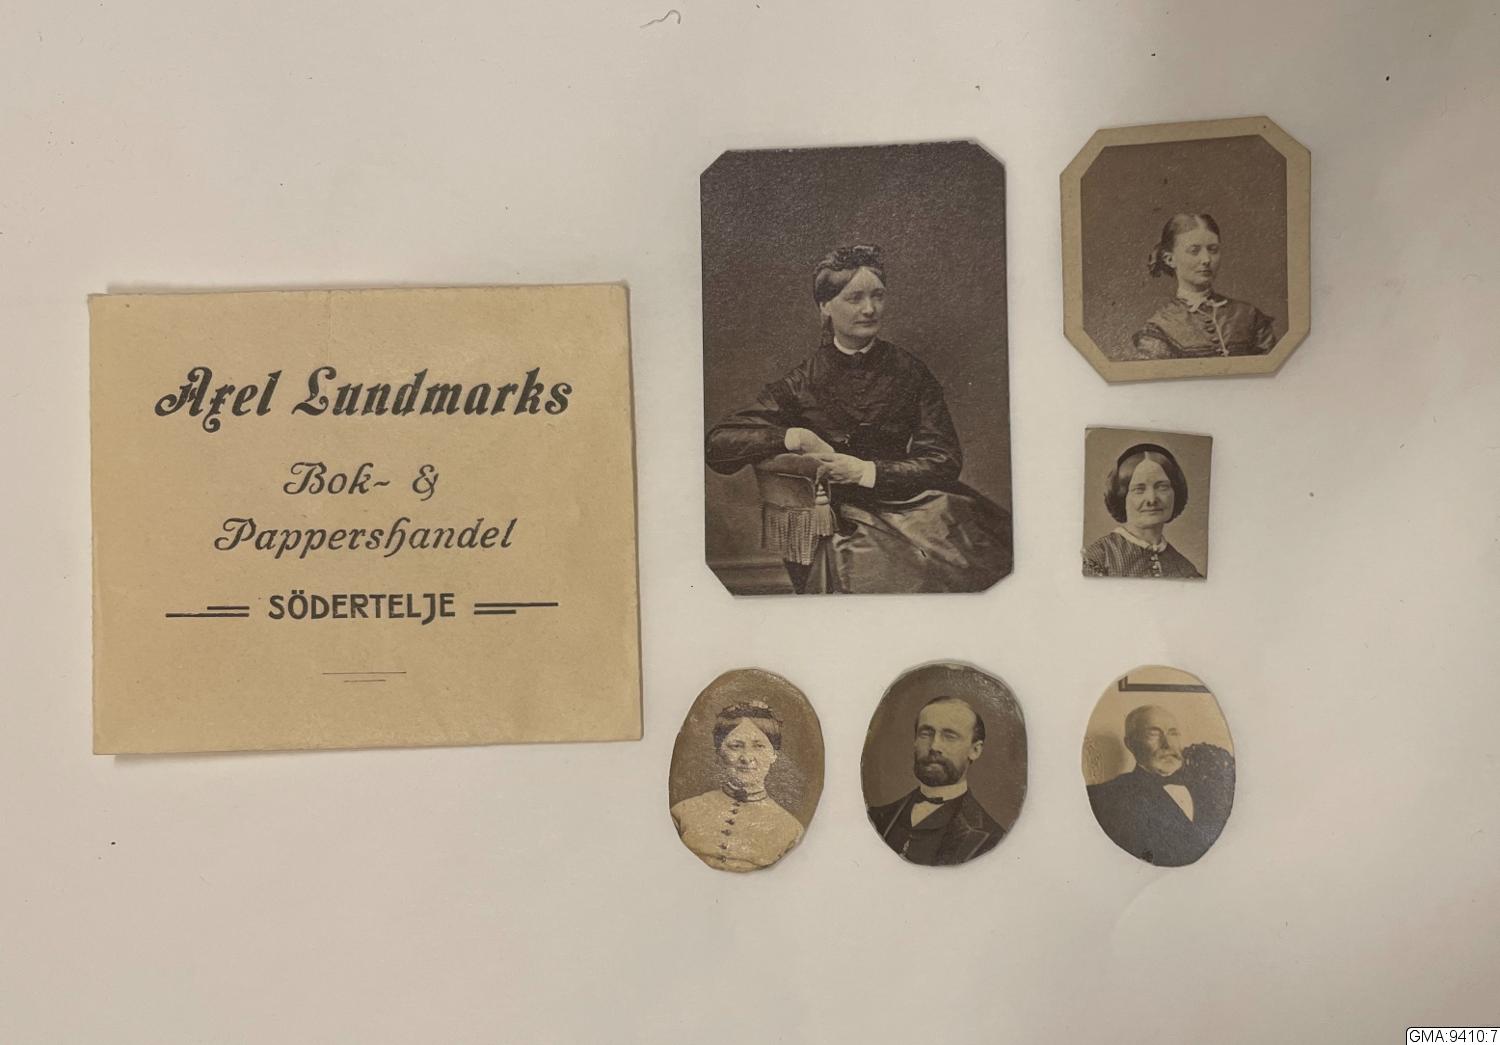 Axel Lundmarks
Bok- &
Pappershandel
SÖDERTELJE
GMA:9410:7